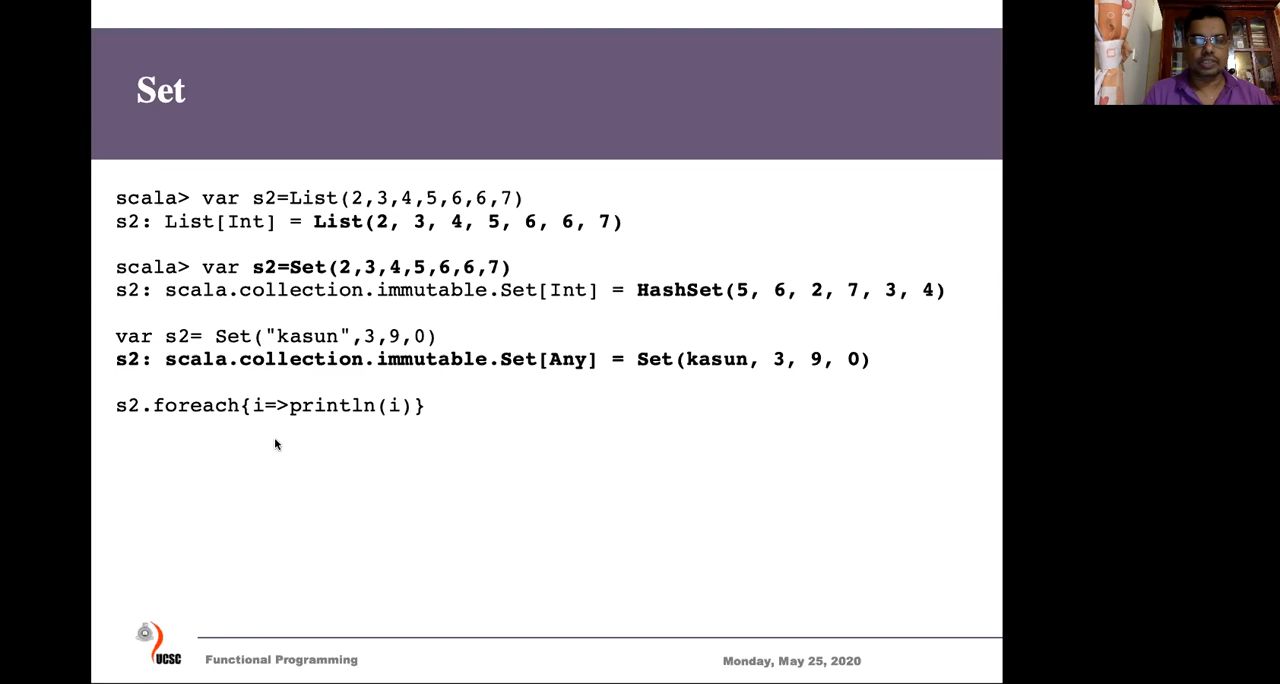 Set
scala> var s2=List(2,3,4,5,6,6,7)
s2: List[Int] = List(2, 3, 4, 5, 6, 6, 7)
scala> var s2=Set(2,3,4,5,6,6,7)
s2: scala.collection.immutable.Set[Int] = HashSet(5, 6, 2, 7, 3, 4)
var s2= Set("kasun",3,9,0)
s2: scala.collection.immutable.Set[Any] = Set(kasun, 3, 9, 0)
s2.foreach{i=>println(i)}
UCSC
Functional Programming
Monday, May 25, 2020